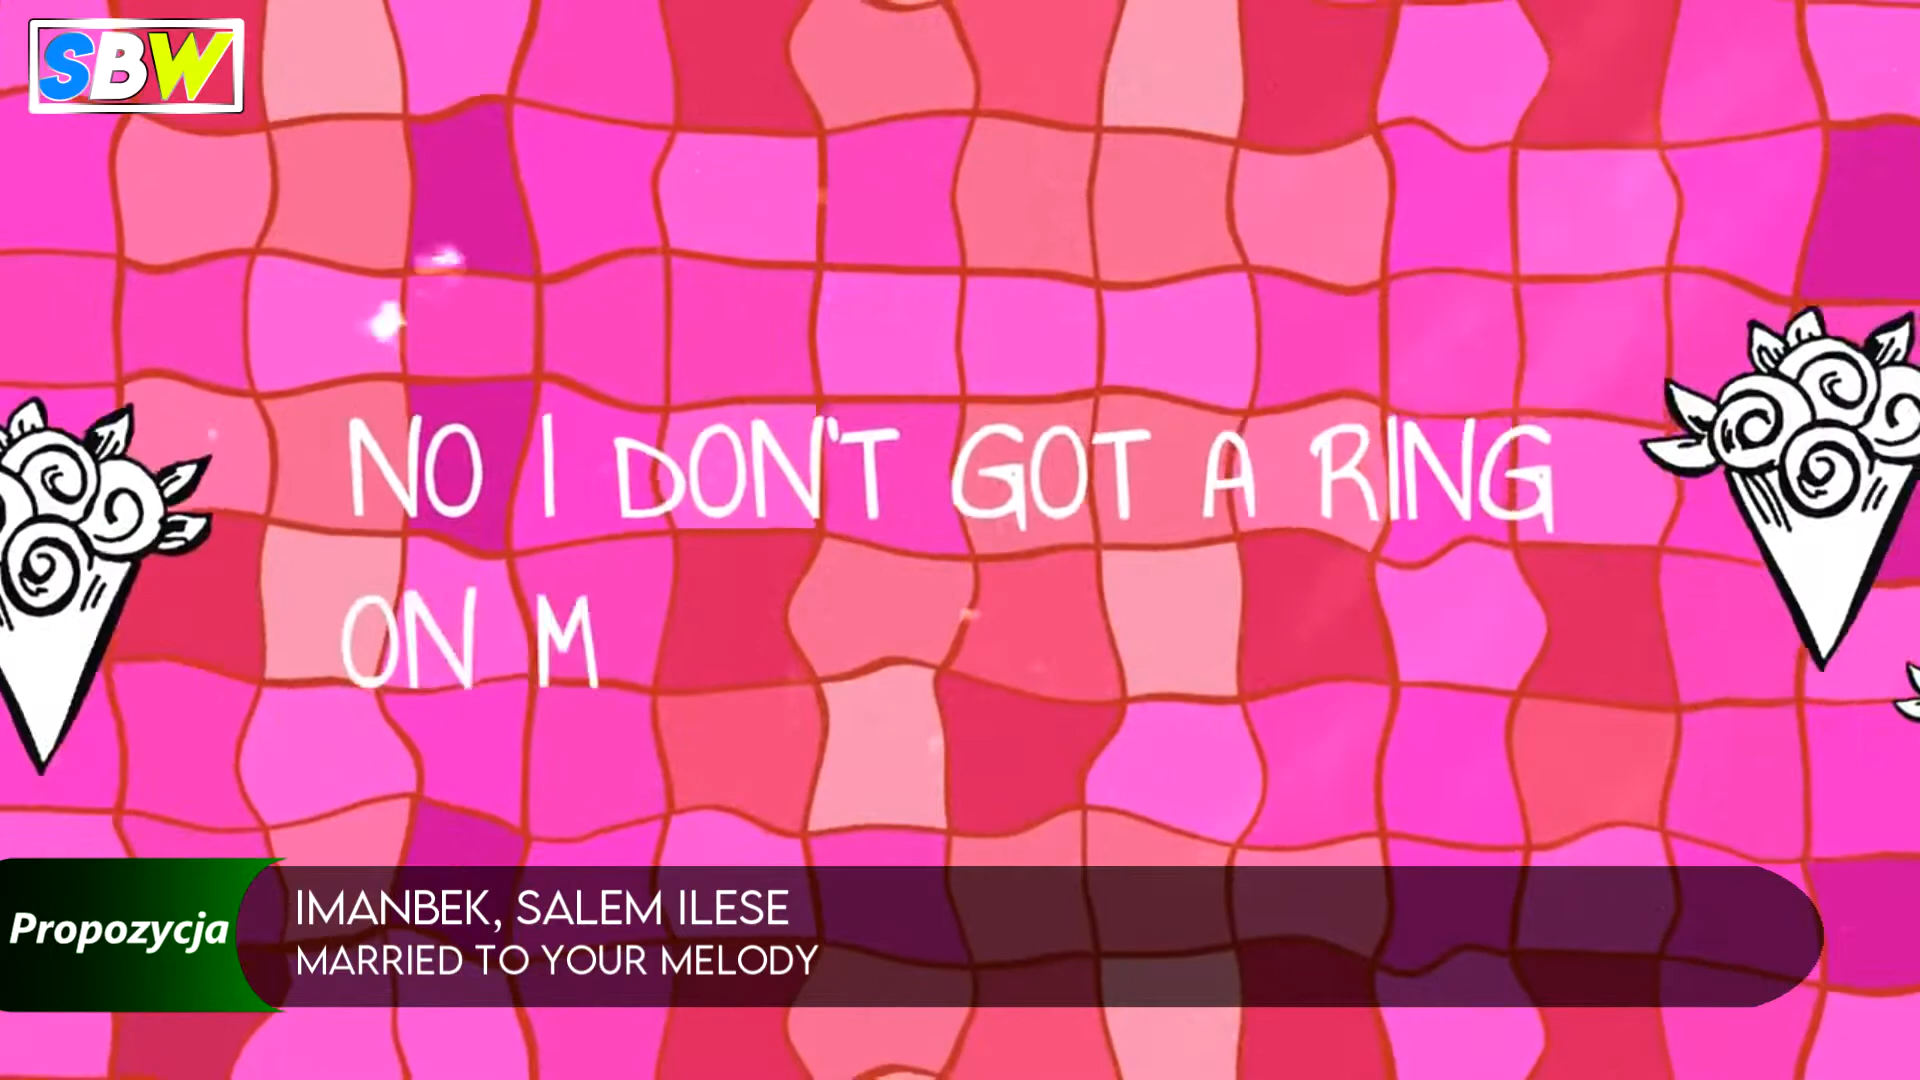 SBW
NO I DON'T GOT A RING
ON M
Propozycja
IMANBEK, SALEM ILESE
MARRIED TO YOUR MELODY